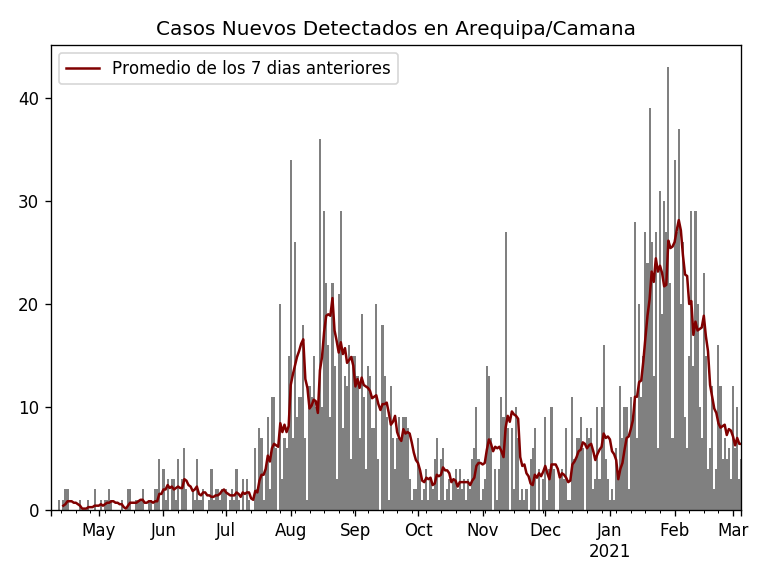 Casos Nuevos Detectados en Arequipa/Camana
Promedio de los 7 dias anteriores
40
30
20
10
0
May Jun Jul Aug Sep Oct Nov Dec Jan Feb Mar
2021